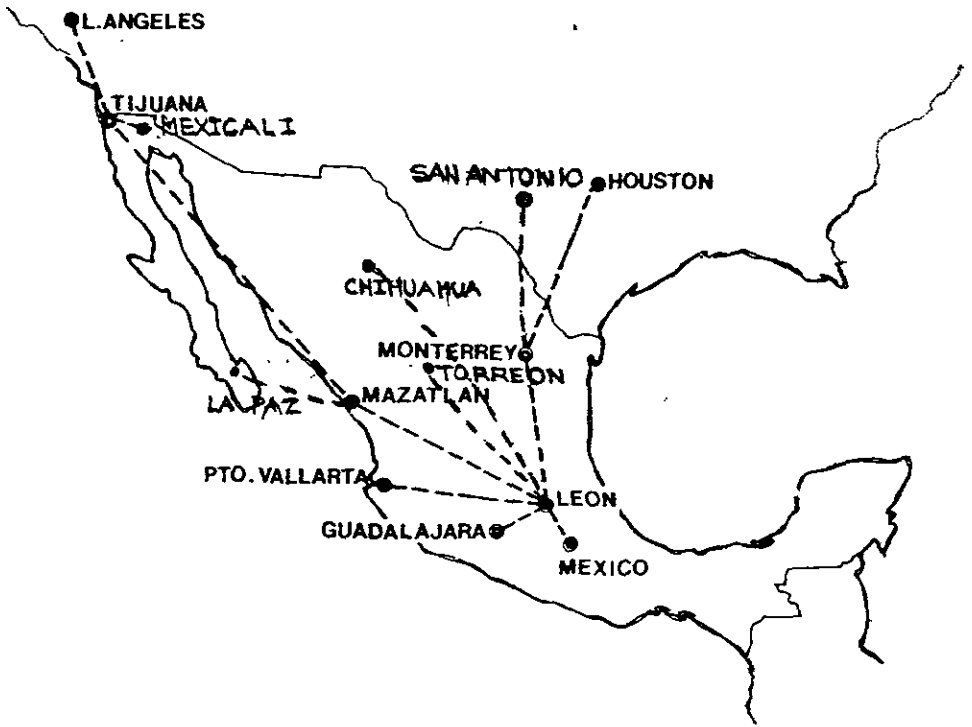 L.ANGELES
TIJUANA
MEXICALI
SAN ANTONIO
HOUSTON
CHIHUAHUA
MONTERREY
TORREON
LA PAZ
MAZATLAN
PTO. VALLARTA
LEON
GUADALAJARA
MEXICO